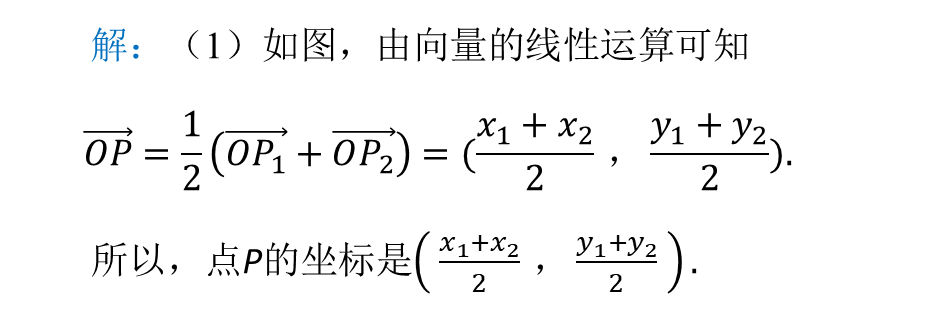 解：（1）如图，由向量的线性运算可知
$\overrightarrow{OP} = \frac{1}{2}(\overrightarrow{OP_1} + \overrightarrow{OP_2}) = (\frac{x_1 + x_2}{2}，\frac{y_1 + y_2}{2}).$
所以，点P的坐标是$\left(\frac{x_1+x_2}{2}，\frac{y_1+y_2}{2}\right).$